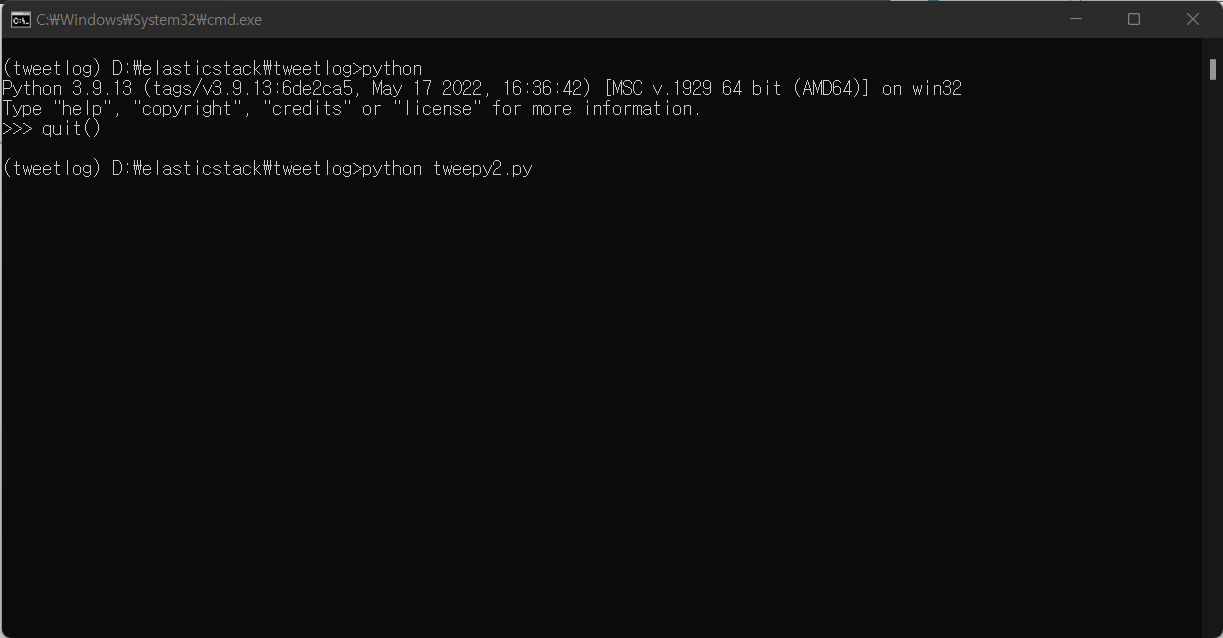 C:₩Windows₩System32₩cmd.exe
(tweetlog) D:₩elasticstack₩tweetlog>python
Python 3.9.13 (tags/v3.9.13:6de2ca5, May 17 2022, 16:36:42) [MSC v.1929 64 bit (AMD64)] on win32
Type "help", "copyright", "credits" or "license" for more information.
>>> quit()
(tweetlog) D:₩elasticstack₩tweetlog>python tweepy2.py